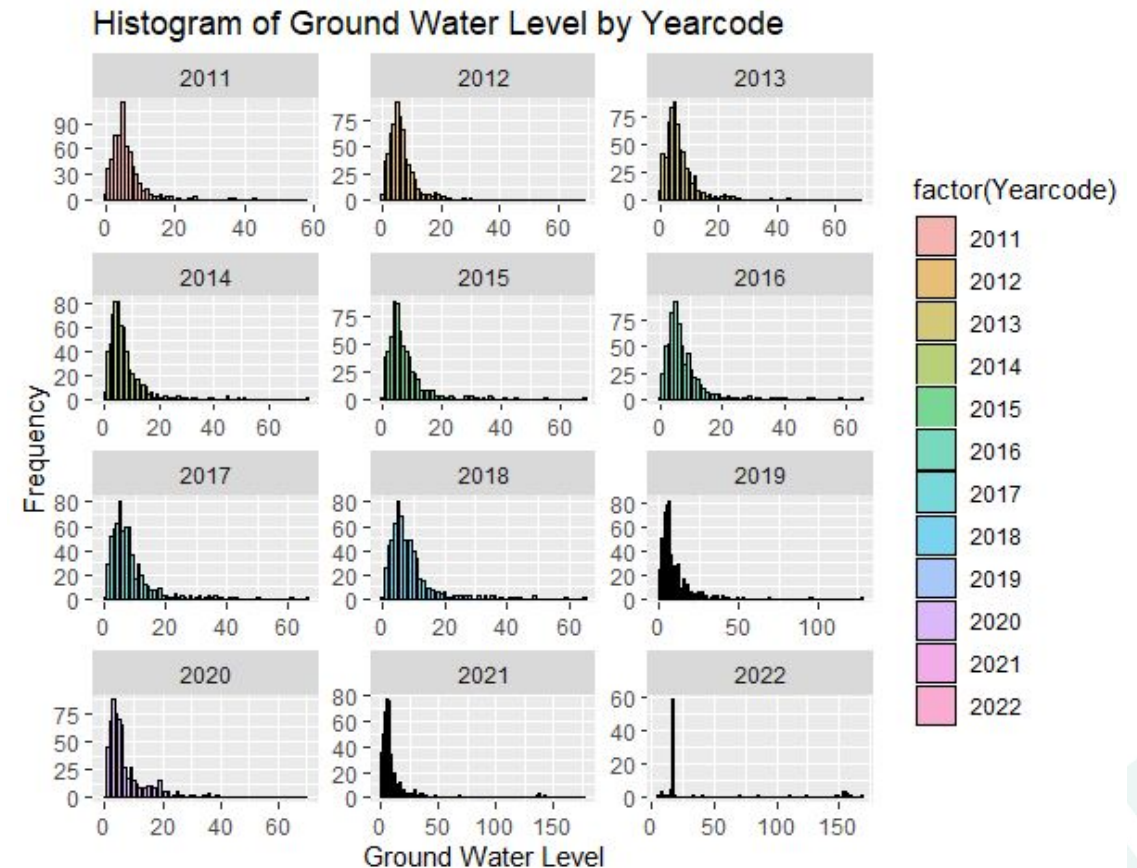 Histogram of Ground Water Level by Yearcode
2011 2012 2013
90 60 30 0
0 20 40 60
75 50 25 0
0 20 40 60
75 50 25 0
0 20 40 60
2014 2015 2016
80 60 40 20 0
0 20 40 60
75 50 25 0
0 20 40 60
75 50 25 0
0 20 40 60
2017 2018 2019
80 60 40 20 0
0 20 40 60
80 60 40 20 0
0 20 40 60
80 60 40 20 0
0 50 100
2020 2021 2022
75 50 25 0
0 20 40 60
80 60 40 20 0
0 50 100 150
60 40 20 0
0 50 100 150
Frequency
Ground Water Level
factor(Yearcode)
2011
2012
2013
2014
2015
2016
2017
2018
2019
2020
2021
2022